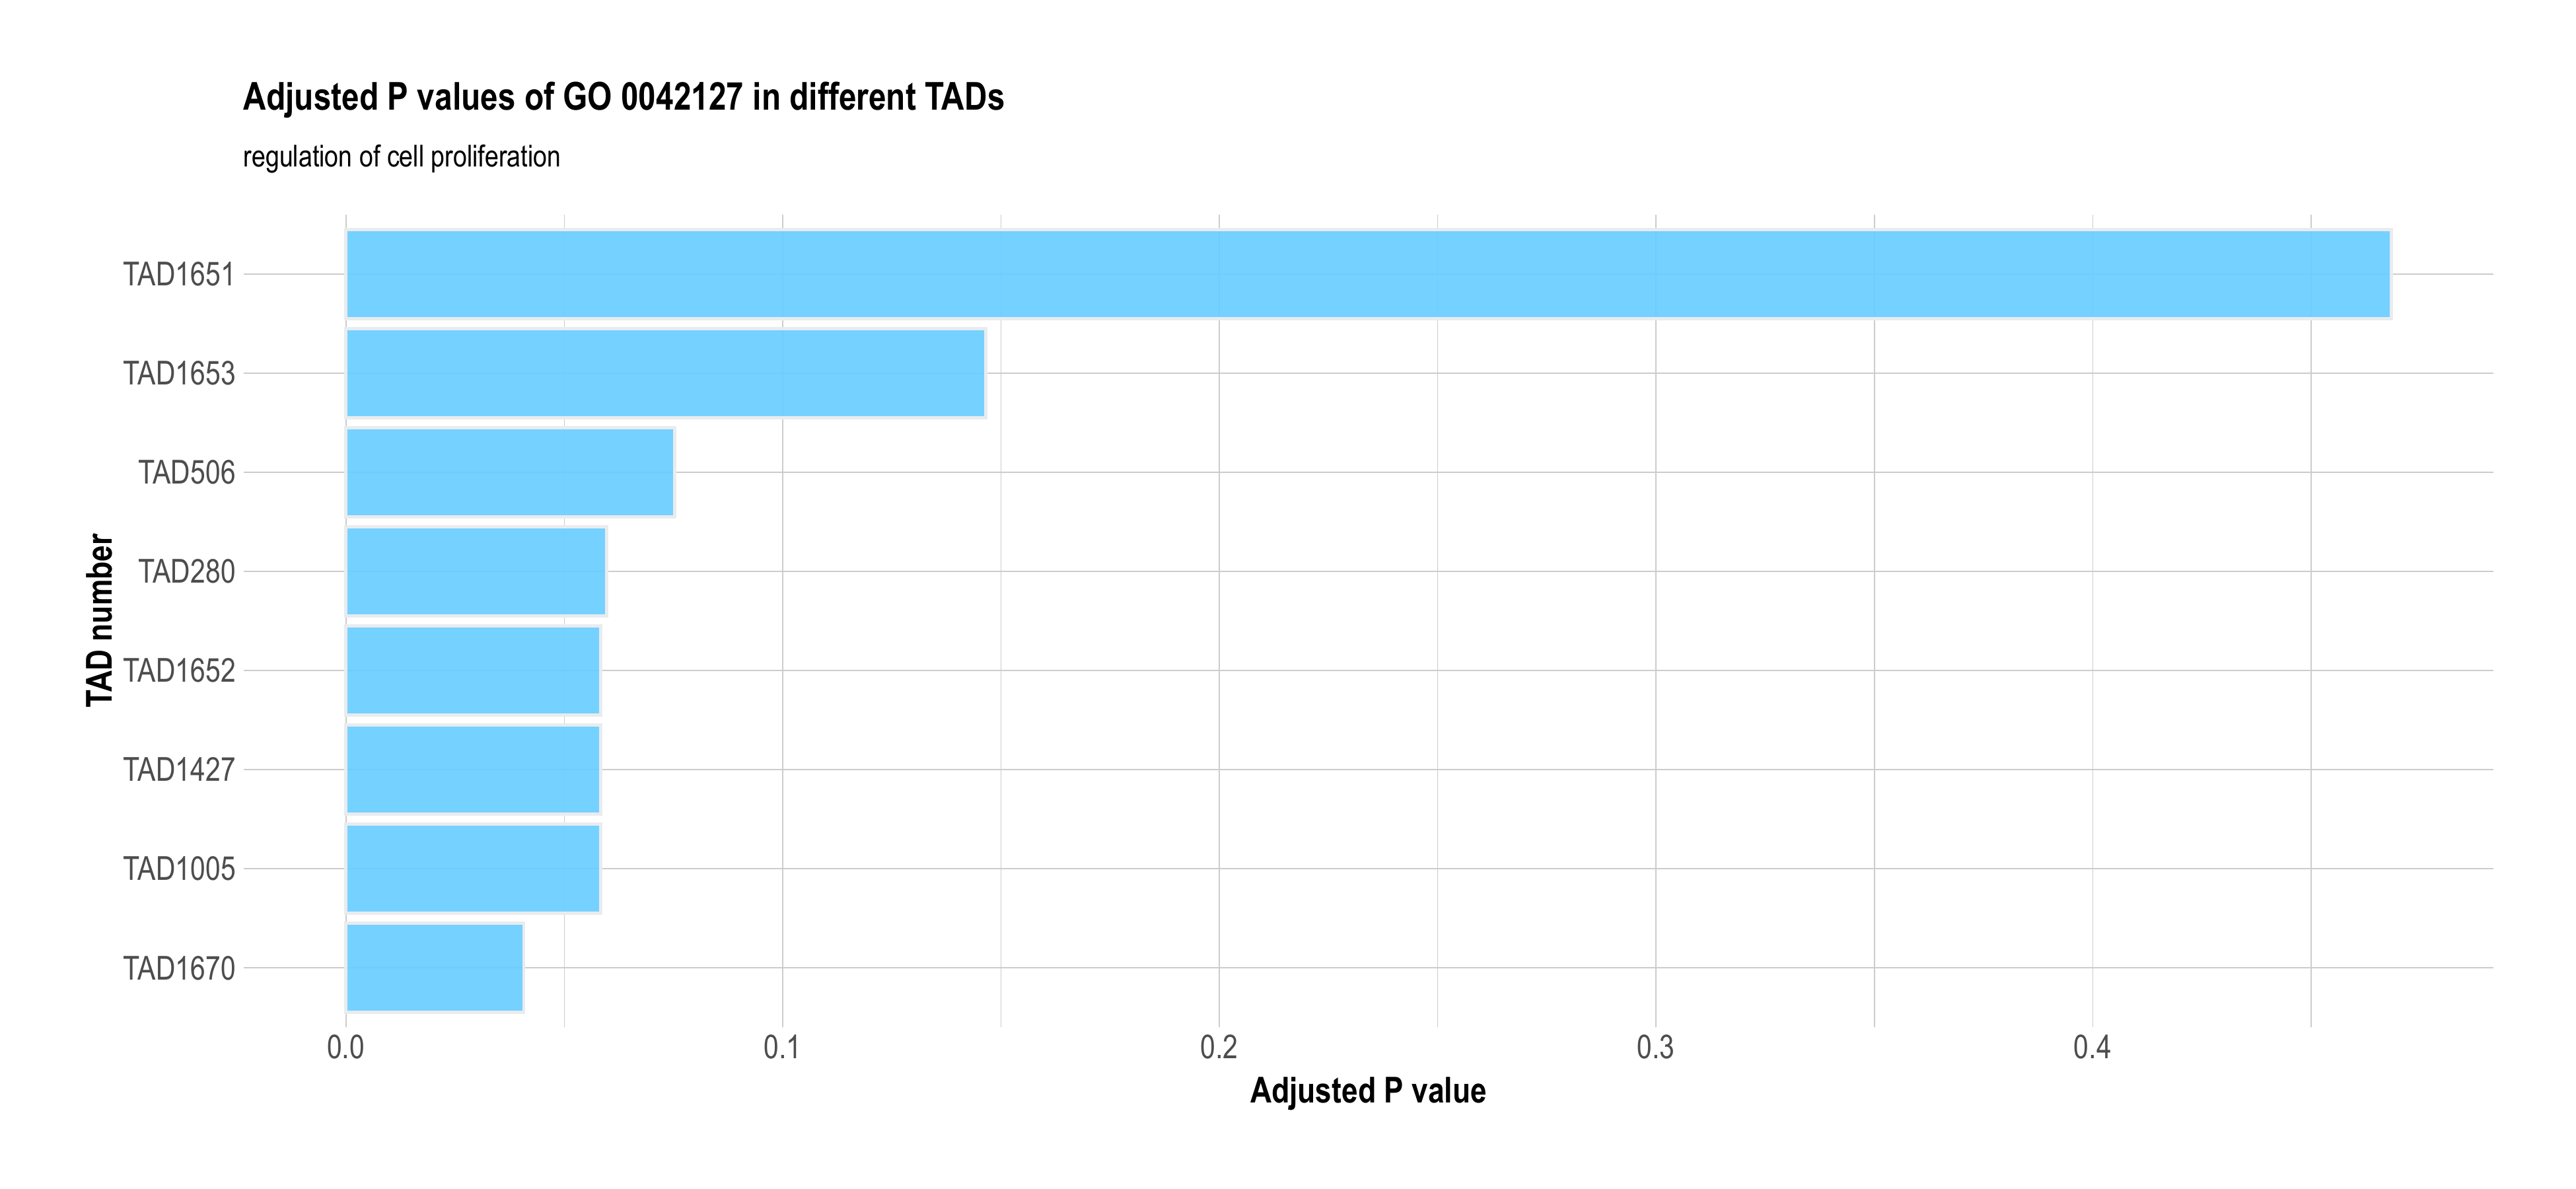 Adjusted P values of GO 0042127 in different TADs
regulation of cell proliferation
TAD number
TAD1651
TAD1653
TAD506
TAD280
TAD1652
TAD1427
TAD1005
TAD1670
0.0 0.1 0.2 0.3 0.4
Adjusted P value